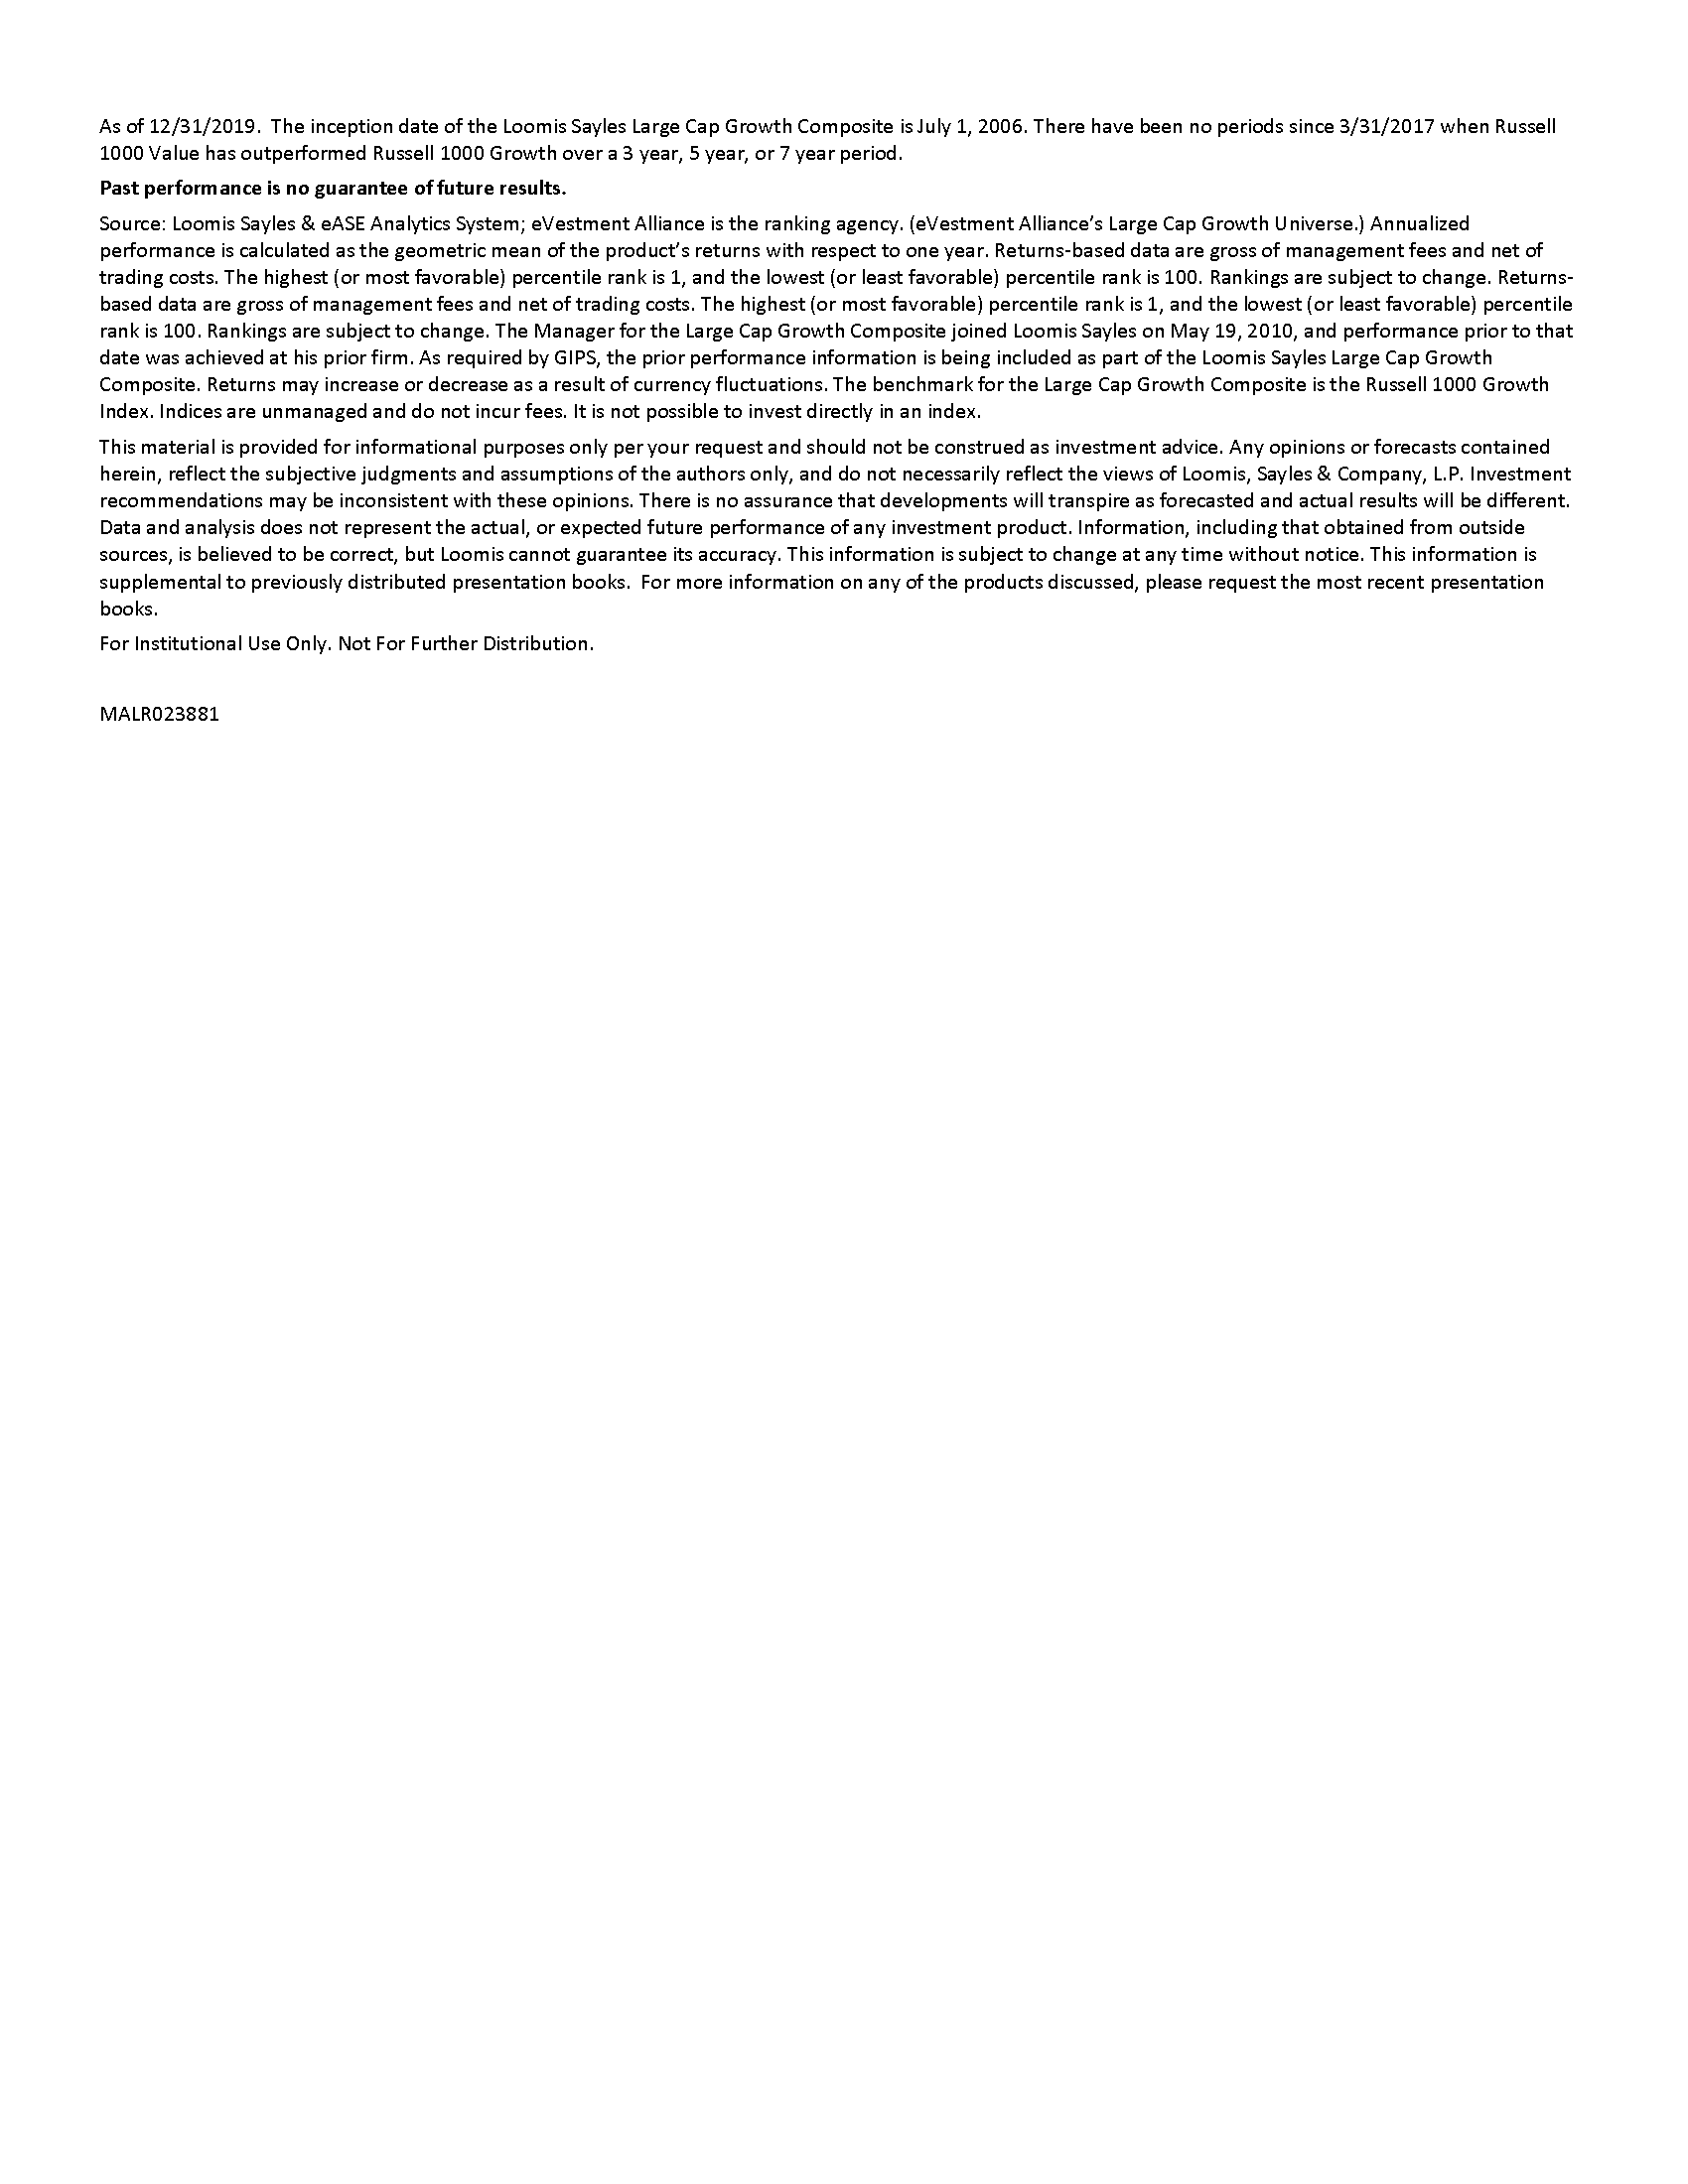 As of 12/31/2019.  The inception date of the Loomis Sayles Large Cap Growth Composite is July 1, 2006. There have been no periods since 3/31/2017 when Russell
1000 Value has outperformed Russell 1000 Growth over a 3 year, 5 year, or 7 year period.
Past performance is no guarantee of future results.
Source: Loomis Sayles & eASE Analytics System; eVestment Alliance is the ranking agency. (eVestment Alliance’s Large Cap Growth Universe.) Annualized
performance is calculated as the geometric mean of the product’s returns with respect to one year. Returns-based data are gross of management fees and net of
trading costs. The highest (or most favorable) percentile rank is 1, and the lowest (or least favorable) percentile rank is 100. Rankings are subject to change. Returns-
based data are gross of management fees and net of trading costs. The highest (or most favorable) percentile rank is 1, and the lowest (or least favorable) percentile
rank is 100. Rankings are subject to change. The Manager for the Large Cap Growth Composite joined Loomis Sayles on May 19, 2010, and performance prior to that
date was achieved at his prior firm. As required by GIPS, the prior performance information is being included as part of the Loomis Sayles Large Cap Growth
Composite. Returns may increase or decrease as a result of currency fluctuations. The benchmark for the Large Cap Growth Composite is the Russell 1000 Growth
Index. Indices are unmanaged and do not incur fees. It is not possible to invest directly in an index.
This material is provided for informational purposes only per your request and should not be construed as investment advice. Any opinions or forecasts contained
herein, reflect the subjective judgments and assumptions of the authors only, and do not necessarily reflect the views of Loomis, Sayles & Company, L.P. Investment
recommendations may be inconsistent with these opinions. There is no assurance that developments will transpire as forecasted and actual results will be different.
Data and analysis does not represent the actual, or expected future performance of any investment product. Information, including that obtained from outside
sources, is believed to be correct, but Loomis cannot guarantee its accuracy. This information is subject to change at any time without notice. This information is
supplemental to previously distributed presentation books.  For more information on any of the products discussed, please request the most recent presentation
books.
For Institutional Use Only. Not For Further Distribution.
MALR023881